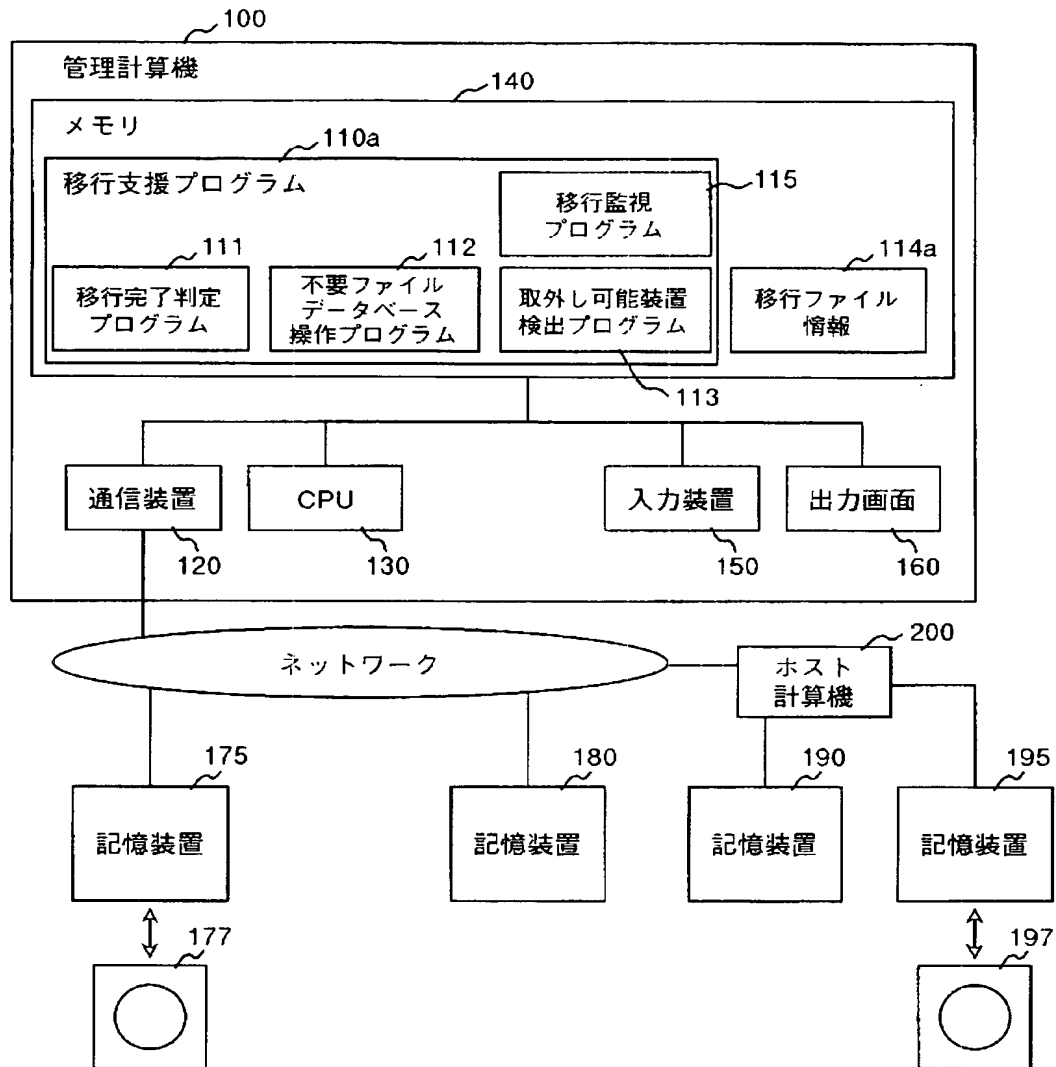 100
管理計算機
140
メモリ
110a
移行支援プログラム
115
移行監視
プログラム
111
移行完了判定
プログラム
112
不要ファイル
データベース
操作プログラム
取外し可能装置
検出プログラム
113
114a
移行ファイル
情報
通信装置
120
CPU
130
入力装置
150
出力画面
160
ネットワーク
200
ホスト
計算機
175
記憶装置
180
記憶装置
190
記憶装置
195
記憶装置
177
197